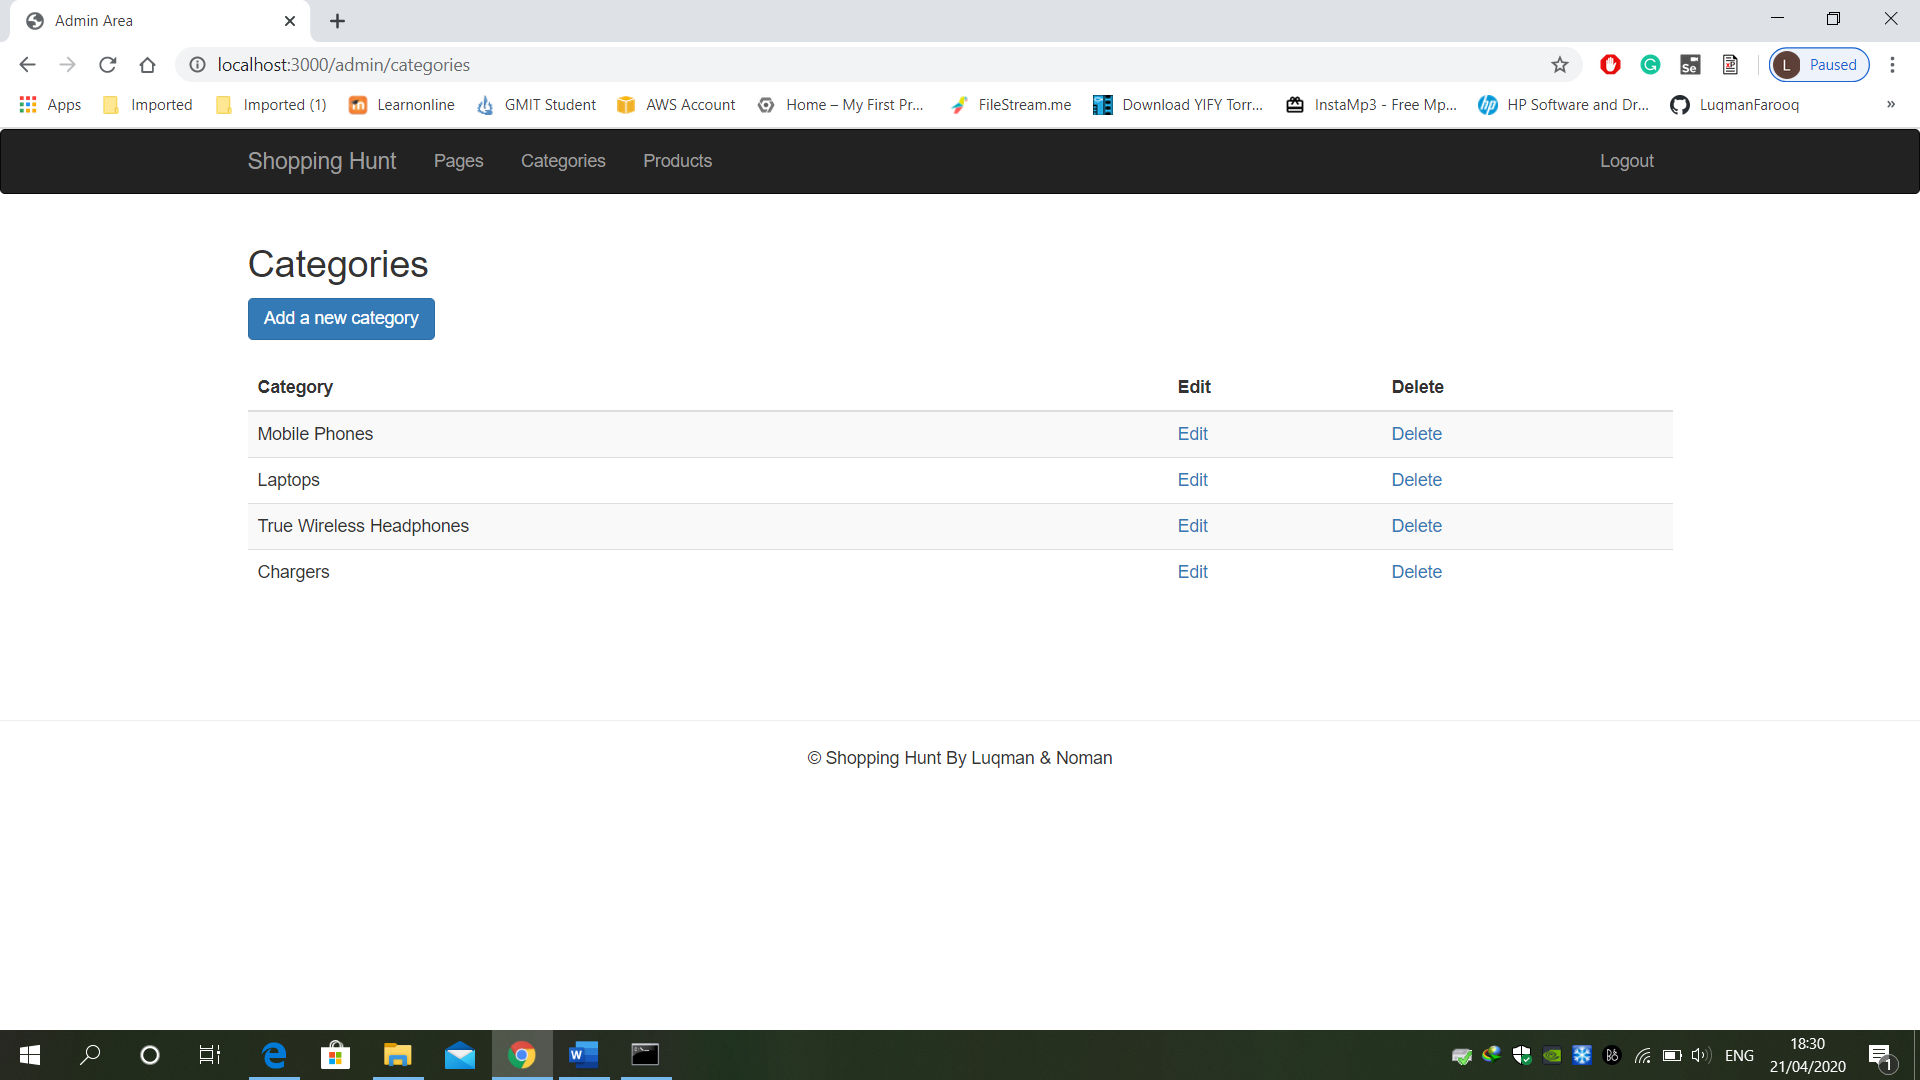 Admin Area
localhost:3000/admin/categories
L Paused
Apps Imported Imported (1) Learnonline GMIT Student AWS Account Home – My First Pr... FileStream.me Download YIFY Torr... InstaMp3 - Free Mp... HP Software and Dr... LuqmanFarooq »
Shopping Hunt Pages Categories Products Logout
Categories
Add a new category
Category Edit Delete
Mobile Phones Edit Delete
Laptops Edit Delete
True Wireless Headphones Edit Delete
Chargers Edit Delete
© Shopping Hunt By Luqman & Noman
ENG
18:30
21/04/2020
1